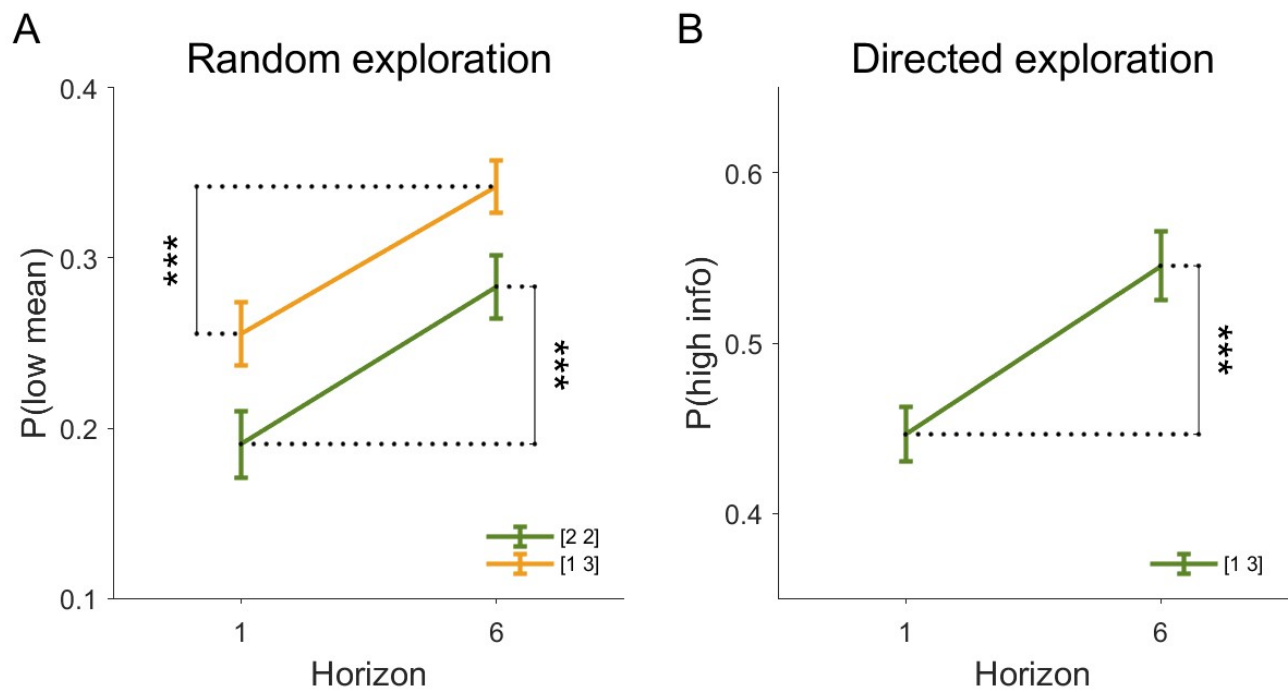 A
Random exploration
P(low mean)
0.4
0.3
0.2
0.1
***
***
[2 2]
[1 3]
1
6
Horizon
B
Directed exploration
P(high info)
0.6
0.5
0.4
***
[1 3]
1
6
Horizon